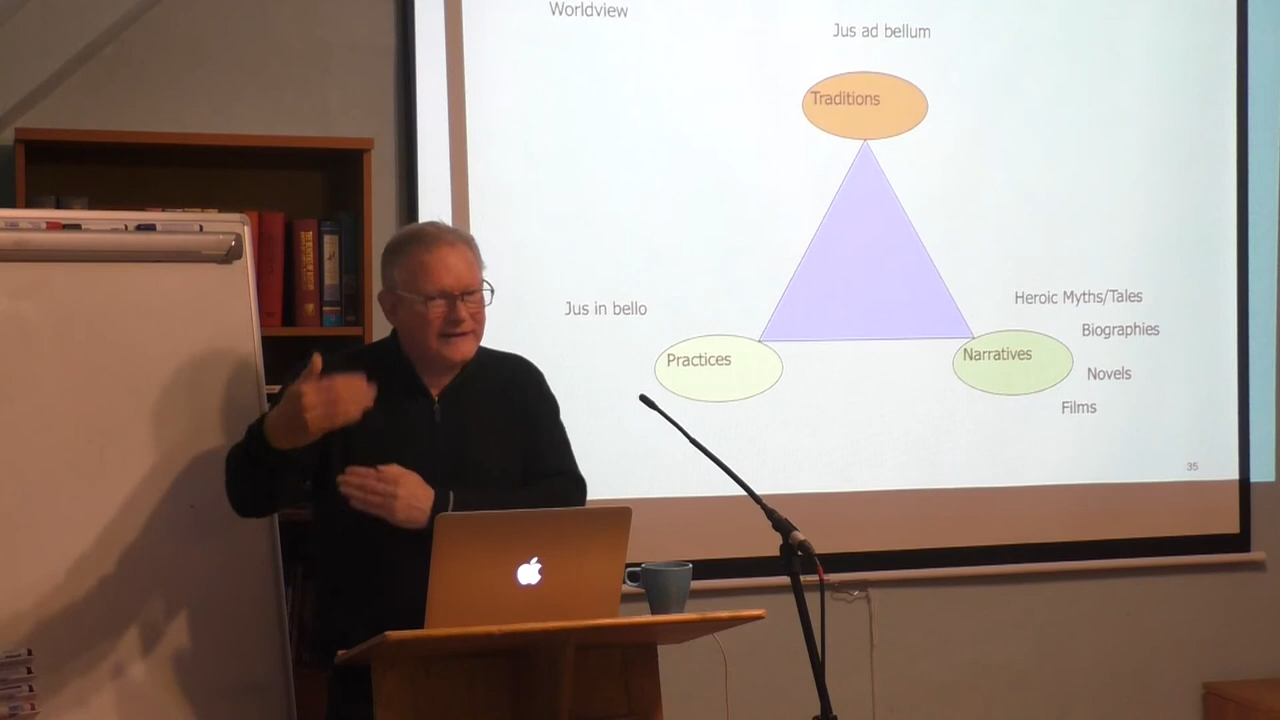 Worldview
Jus ad bellum
Traditions
Jus in bello
Heroic Myths/Tales
Biographies
Practices
Narratives
Novels
Films
35